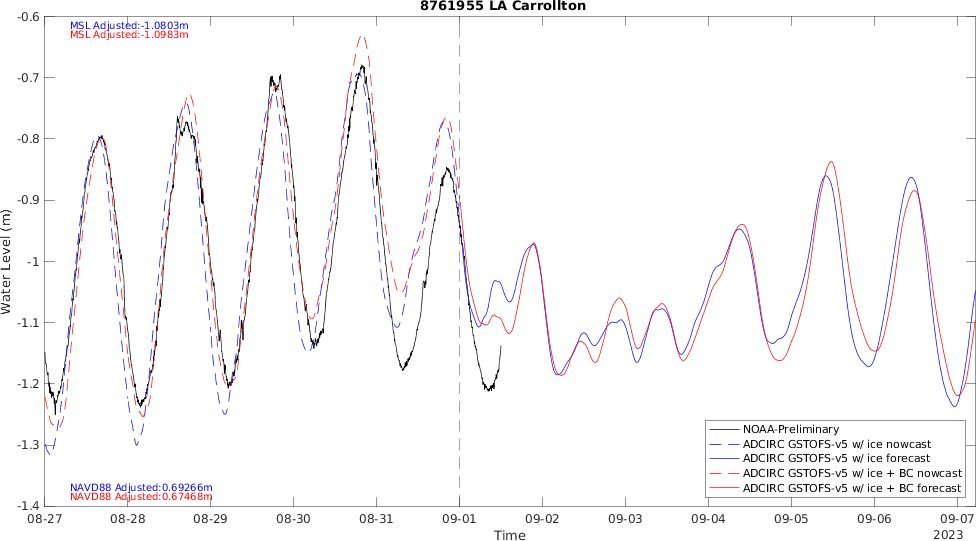 8761955 LA Carrollton
MSL Adjusted:-1.0803m
MSL Adjusted:-1.0983m
-0.6
-0.7
-0.8
-0.9
-1
-1.1
-1.2
-1.3
-1.4
Water Level (m)
NOAA-Preliminary
ADCIRC GSTOFS-v5 w/ ice nowcast
ADCIRC GSTOFS-v5 w/ ice forecast
ADCIRC GSTOFS-v5 w/ ice + BC nowcast
ADCIRC GSTOFS-v5 w/ ice + BC forecast
NAVD88 Adjusted:0.69266m
NAVD88 Adjusted:0.67468m
08-27 08-28 08-29 08-30 08-31 09-01 09-02 09-03 09-04 09-05 09-06 09-07
Time
2023